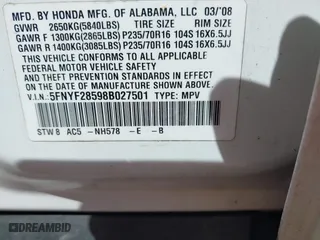 MFD. BY HONDA MFG. OF ALABAMA, LLC 03/'08
GVWR 2650KG(5840LBS) TIRE SIZE RIM SIZE
GAWR F 1300KG(2865LBS) P235/70R16 104S 16X6.5JJ
GAWR R 1400KG(3085LBS) P235/70R16 104S 16X6.5JJ
THIS VEHICLE CONFORMS TO ALL APPLICABLE
FEDERAL MOTOR VEHICLE SAFETY AND THEFT
PREVENTION STANDARDS IN EFFECT ON THE DATE
OF MANUFACTURE SHOWN ABOVE.
V.I.N.:5FNYF28598B027501 TYPE: MPV
STW8 AC5 -NH578 -E -B